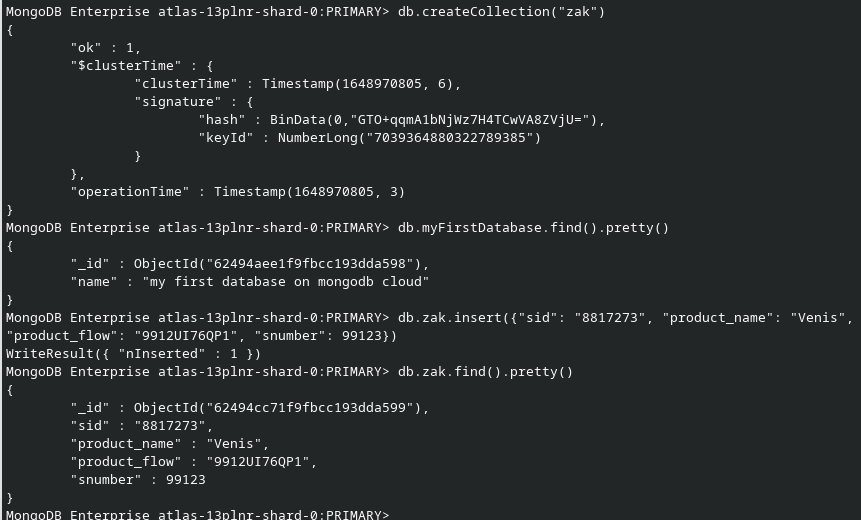 MongoDB Enterprise atlas-13plnr-shard-0:PRIMARY> db.createCollection("zak")
{
        "ok" : 1,
        "$clusterTime" : {
                "clusterTime" : Timestamp(1648970805, 6),
                "signature" : {
                        "hash" : BinData(0,"GTO+qqmA1bNjWz7H4TCwVA8ZVjU="),
                        "keyId" : NumberLong("7039364880322789385")
                }
        },
        "operationTime" : Timestamp(1648970805, 3)
}
MongoDB Enterprise atlas-13plnr-shard-0:PRIMARY> db.myFirstDatabase.find().pretty()
{
        "_id" : ObjectId("62494aee1f9fbcc193dda598"),
        "name" : "my first database on mongodb cloud"
}
MongoDB Enterprise atlas-13plnr-shard-0:PRIMARY> db.zak.insert({"sid": "8817273", "product_name": "Venis",
"product_flow": "9912UI76QP1", "snumber": 99123})
WriteResult({ "nInserted" : 1 })
MongoDB Enterprise atlas-13plnr-shard-0:PRIMARY> db.zak.find().pretty()
{
        "_id" : ObjectId("62494cc71f9fbcc193dda599"),
        "sid" : "8817273",
        "product_name" : "Venis",
        "product_flow" : "9912UI76QP1",
        "snumber" : 99123
}
MongoDB Enterprise atlas-13plnr-shard-0:PRIMARY>